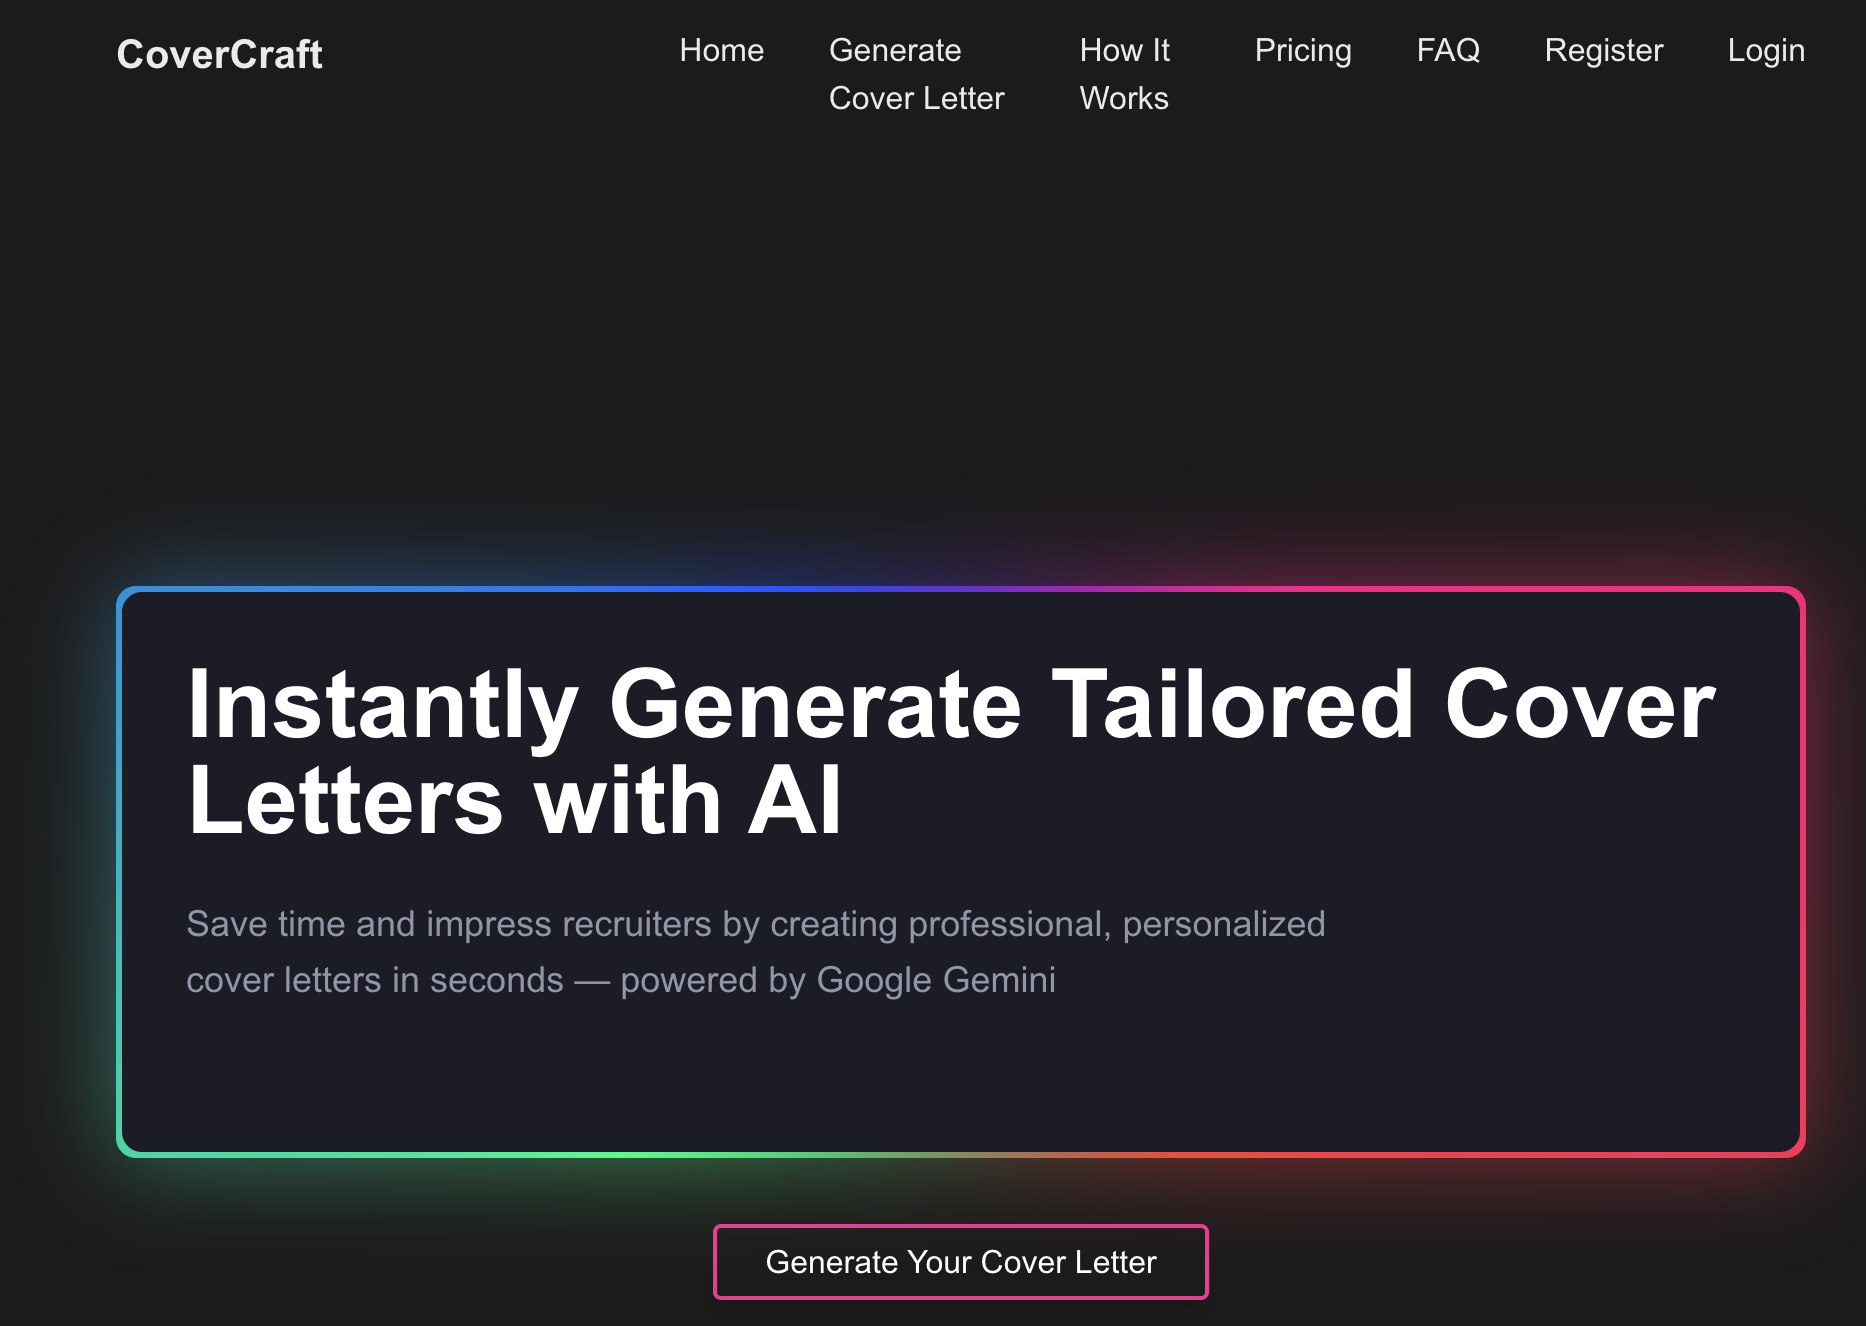 CoverCraft
Home
Generate
Cover Letter
How It
Works
Pricing
FAQ
Register
Login
Instantly Generate Tailored Cover
Letters with AI
Save time and impress recruiters by creating professional, personalized
cover letters in seconds — powered by Google Gemini
Generate Your Cover Letter